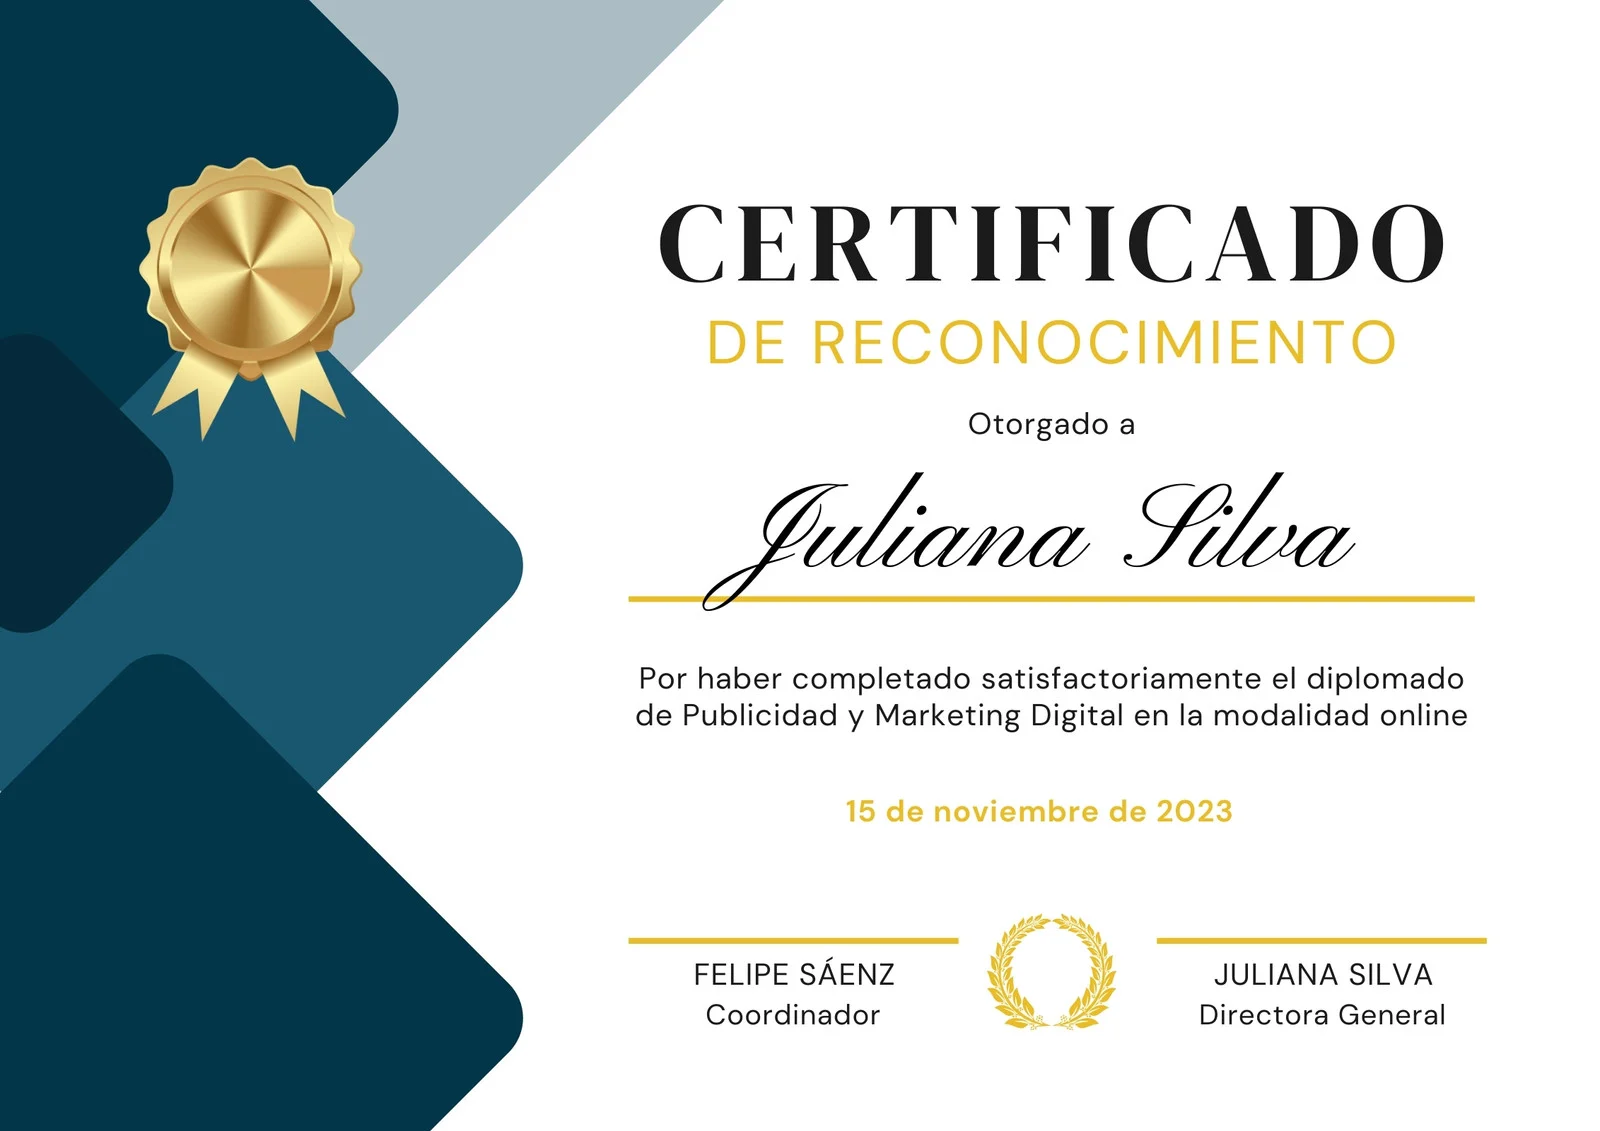 CERTIFICADO
DE RECONOCIMIENTO
Otorgado a
Juliana Silva
Por haber completado satisfactoriamente el diplomado
de Publicidad y Marketing Digital en la modalidad online
15 de noviembre de 2023
FELIPE SÁENZ
Coordinador
JULIANA SILVA
Directora General